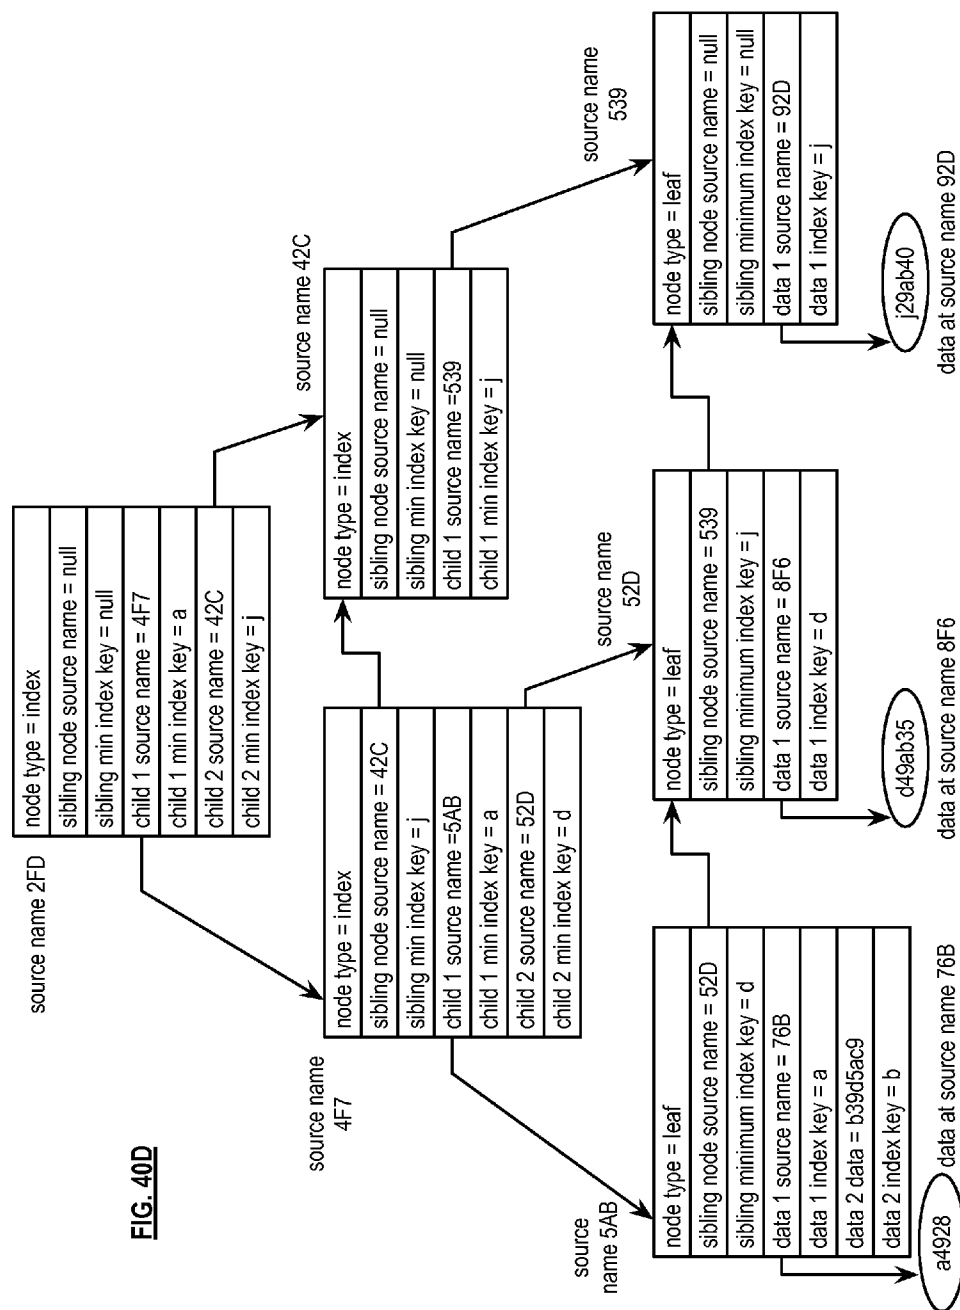 FIG. 40D
source name 2FD
node type = index
sibling node source name = null
sibling min index key = null
child 1 source name = 4F7
child 1 min index key = a
child 2 source name = 42C
child 2 min index key = j
source name
4F7
node type = index
sibling node source name = 42C
sibling min index key = j
child 1 source name =5AB
child 1 min index key = a
child 2 source name = 52D
child 2 min index key = d
source name 42C
node type = index
sibling node source name = null
sibling min index key = null
child 1 source name =539
child 1 min index key = j
source
name 5AB
node type = leaf
sibling node source name = 52D
sibling minimum index key = d
data 1 source name = 76B
data 1 index key = a
data 2 data = b39d5ac9
data 2 index key = b
a4928
data at source name 76B
source name
52D
node type = leaf
sibling node source name = 539
sibling minimum index key= j
data 1 source name = 8F6
data 1 index key = d
d49ab35
data at source name 8F6
source name
539
node type = leaf
sibling node source name = null
sibling minimum index key = null
data 1 source name = 92D
data 1 index key = j
j29ab40
data at source name 92D